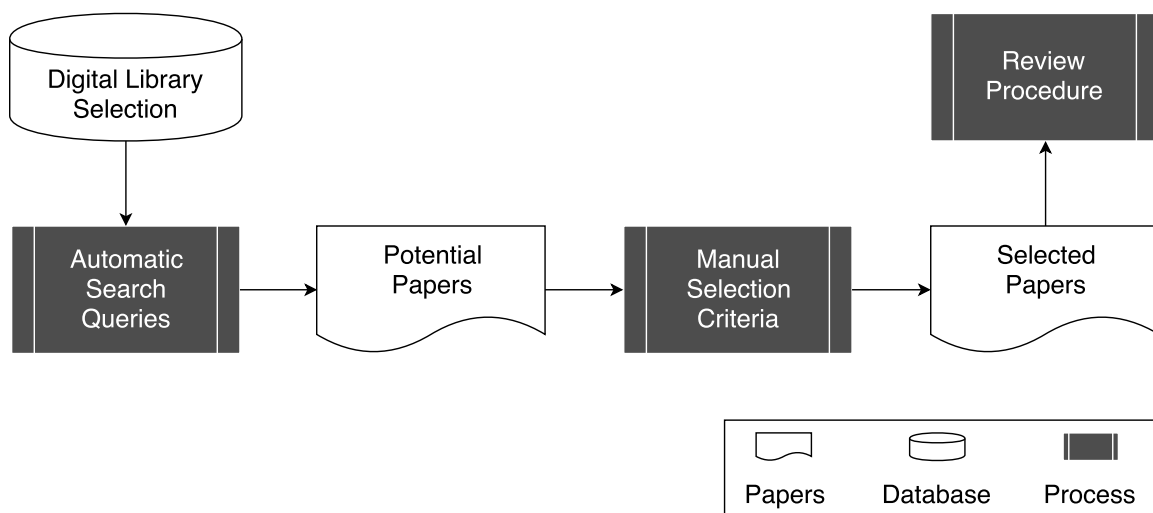 Digital Library
Selection
Review
Procedure
Automatic
Search
Queries
Potential
Papers
Manual
Selection
Criteria
Selected
Papers
Papers
Database
Process